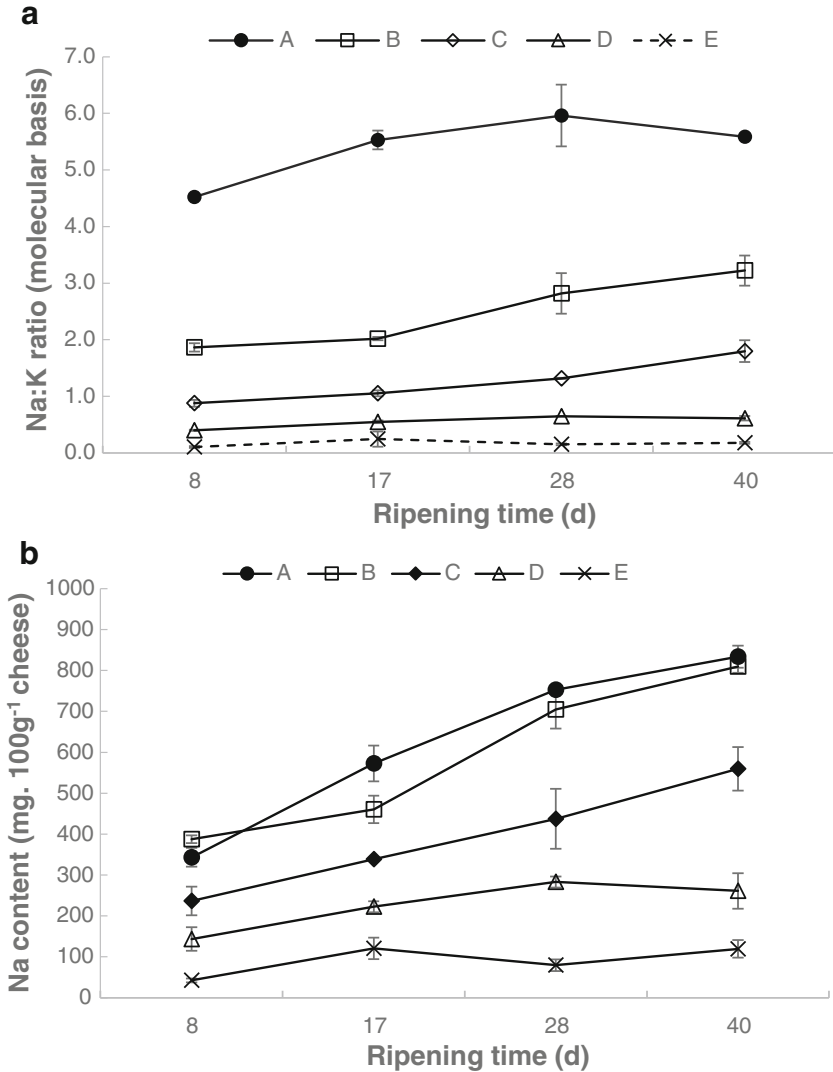 a
A B C D E
Na:K ratio (molecular basis)
7.0
6.0
5.0
4.0
3.0
2.0
1.0
0.0
8 17 28 40
Ripening time (d)
b
A B C D E
Na content (mg. 100g⁻¹ cheese)
1000
900
800
700
600
500
400
300
200
100
0
8 17 28 40
Ripening time (d)